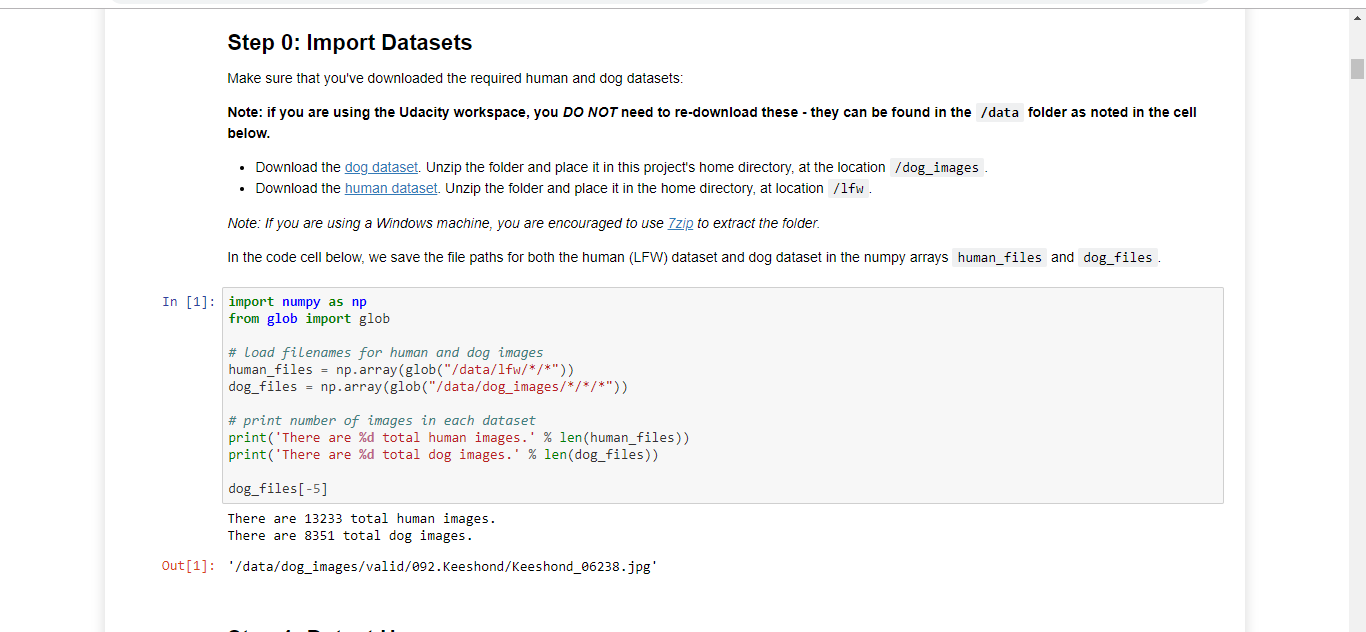 Step 0: Import Datasets
Make sure that you've downloaded the required human and dog datasets:
Note: if you are using the Udacity workspace, you DO NOT need to re-download these - they can be found in the /data folder as noted in the cell
below.
• Download the dog dataset. Unzip the folder and place it in this project's home directory, at the location /dog_images .
• Download the human dataset. Unzip the folder and place it in the home directory, at location /lfw .
Note: If you are using a Windows machine, you are encouraged to use 7zip to extract the folder.
In the code cell below, we save the file paths for both the human (LFW) dataset and dog dataset in the numpy arrays human_files and dog_files .
In [1]: import numpy as np
from glob import glob
# load filenames for human and dog images
human_files = np.array(glob("/data/lfw/*/*"))
dog_files = np.array(glob("/data/dog_images/*/*/*"))
# print number of images in each dataset
print('There are %d total human images.' % len(human_files))
print('There are %d total dog images.' % len(dog_files))
dog_files[-5]
There are 13233 total human images.
There are 8351 total dog images.
Out[1]: '/data/dog_images/valid/092.Keeshond/Keeshond_06238.jpg'